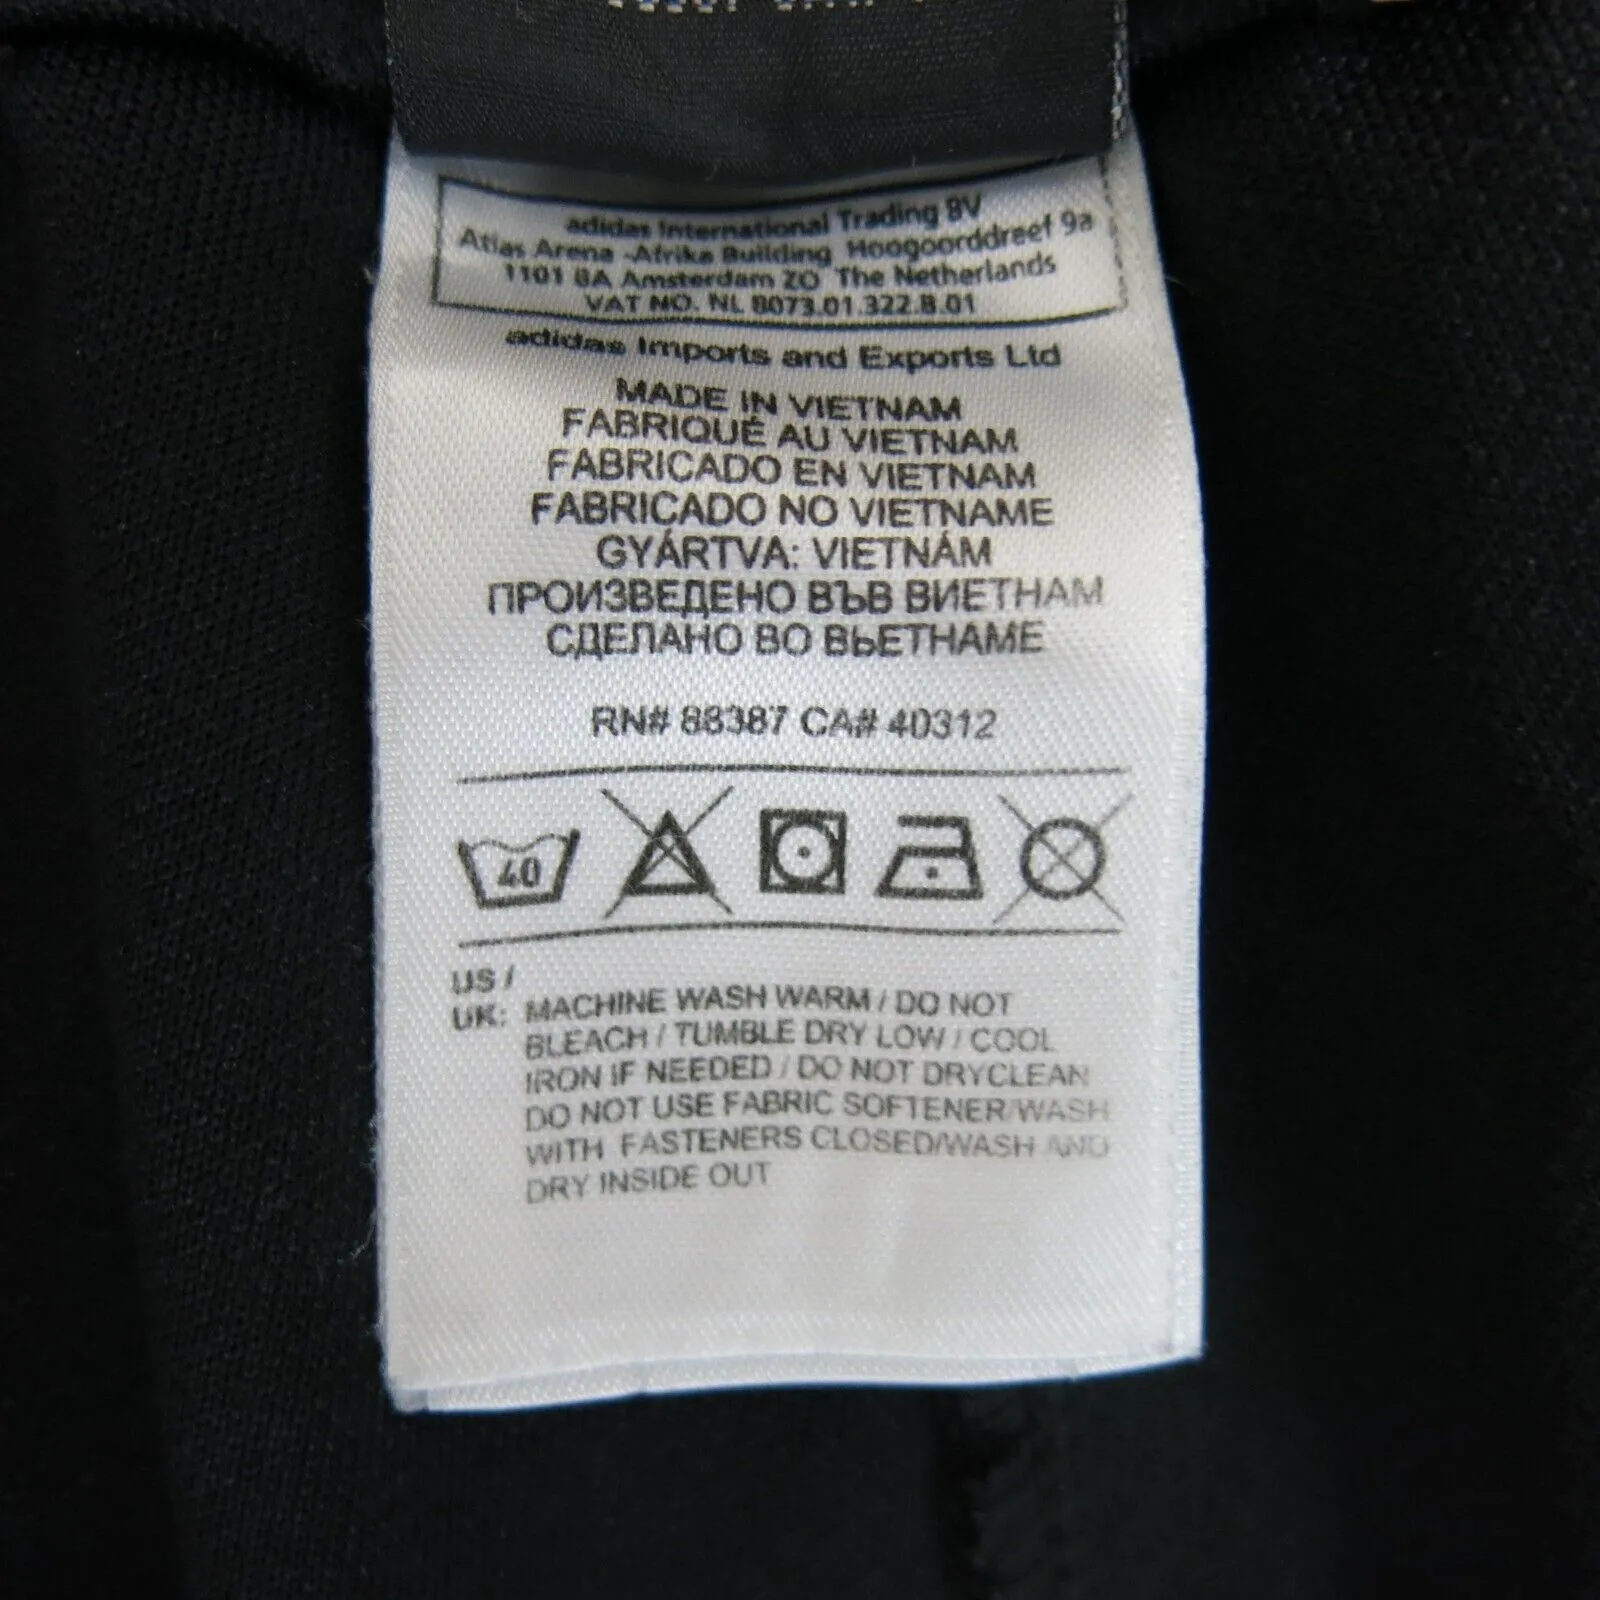 adidas International Trading BV
Atlas Arena -Afrika Building Hoogoorddreef 9a
1101 BA Amsterdam ZO The Netherlands
VAT NO. NL 8073.01.322.B.01
adidas Imports and Exports Ltd
MADE IN VIETNAM
FABRIQUÉ AU VIETNAM
FABRICADO EN VIETNAM
FABRICADO NO VIETNAME
GYÁRTVA: VIETNÁM
ПРОИЗВЕДЕНО ВЪВ ВИЕТНАМ
СДЕЛАНО ВО ВЬЕТНАМЕ
RN# 88387 CA# 40312
40
US /
UK: MACHINE WASH WARM / DO NOT
BLEACH / TUMBLE DRY LOW / COOL
IRON IF NEEDED / DO NOT DRYCLEAN
DO NOT USE FABRIC SOFTENER/WASH
WITH FASTENERS CLOSED/WASH AND
DRY INSIDE OUT